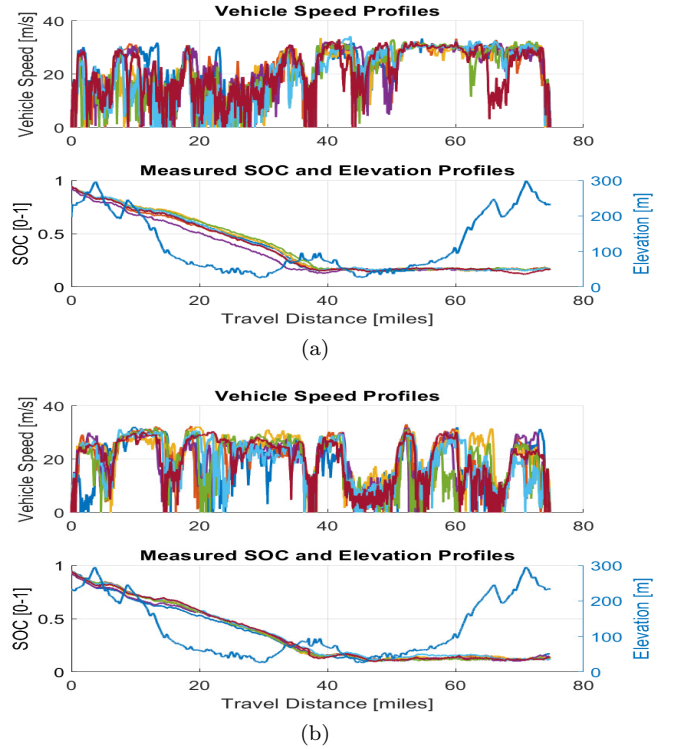 Vehicle Speed Profiles
Vehicle Speed [m/s]
40
20
0
0 20 40 60 80
Measured SOC and Elevation Profiles
SOC [0-1]
1
0.5
0
300
200
100
0
Elevation [m]
0 20 40 60 80
Travel Distance [miles]
(a)
Vehicle Speed Profiles
Vehicle Speed [m/s]
40
20
0
0 20 40 60 80
Measured SOC and Elevation Profiles
SOC [0-1]
1
0.5
0
300
200
100
0
Elevation [m]
0 20 40 60 80
Travel Distance [miles]
(b)